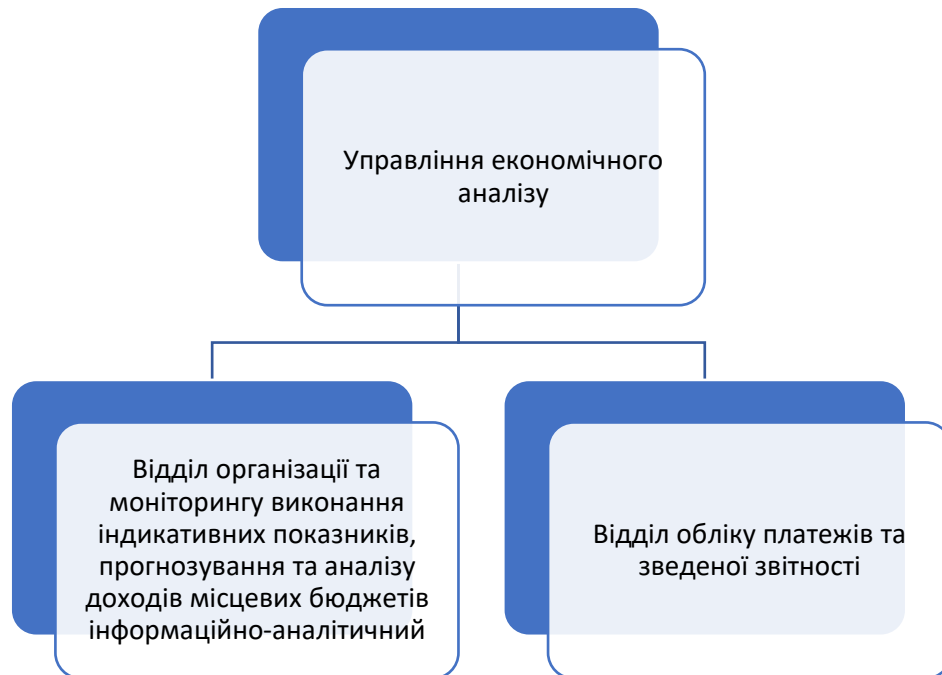 Управління економічного
аналізу
Відділ організації та
моніторингу виконання
індикативних показників,
прогнозування та аналізу
доходів місцевих бюджетів
інформаційно-аналітичний
Відділ обліку платежів та
зведеної звітності